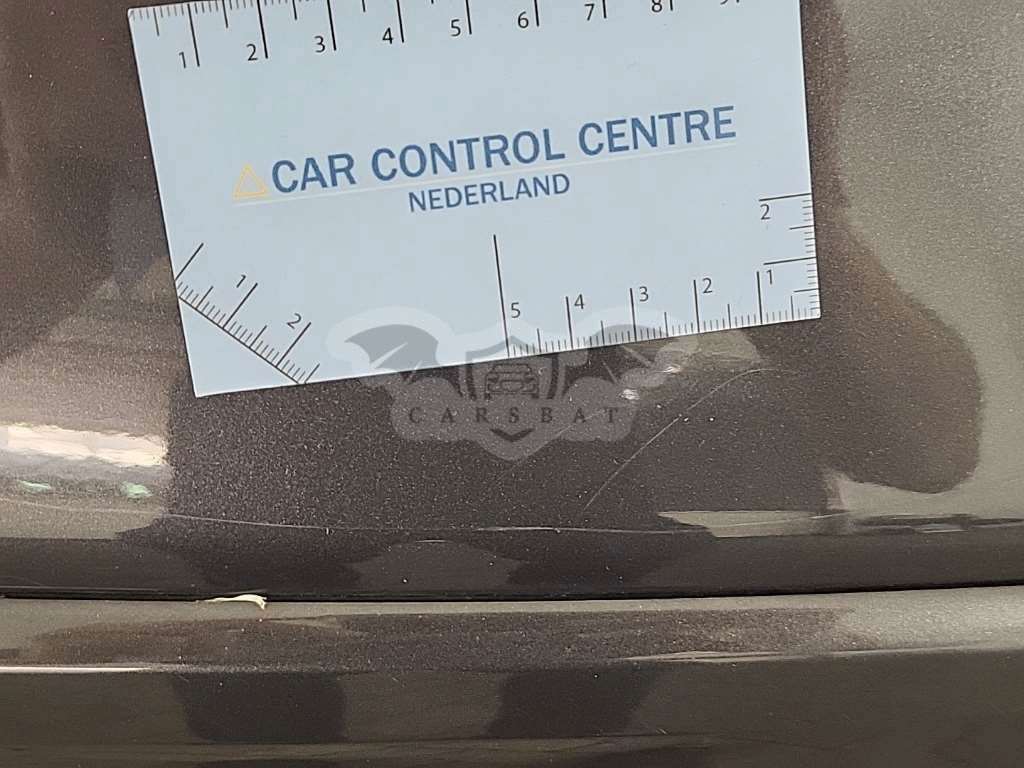 1 2 3 4 5 6 7 8 9
CAR CONTROL CENTRE
NEDERLAND
2
1
1
2
5 4 3 2
CARSBAT